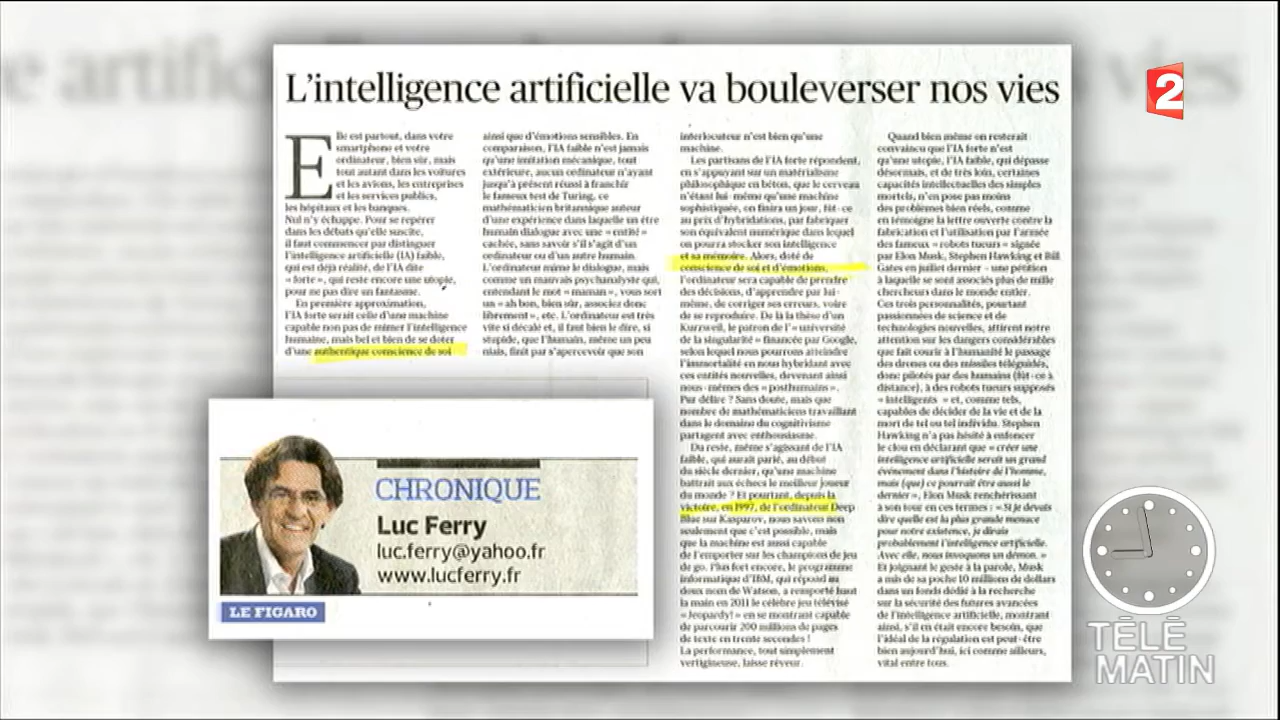 L'intelligence artificielle va bouleverser nos vies
Elle est partout, dans votre
smartphone et votre
ordinateur, bien sûr, mais
tout autant dans les voitures
et les avions, les entreprises
et les services publics,
les hôpitaux et les banques.
Nul n'y échappe. Pour se repérer
dans les débats qu'elle suscite,
il faut commencer par distinguer
l'intelligence artificielle (IA) faible,
qui est déjà réalité, de l'IA dite
« forte », qui reste encore une utopie,
pour ne pas dire un fantasme.
En première approximation,
l'IA forte serait celle d'une machine
capable non pas de mimer l'intelligence
humaine, mais bel et bien de se doter
d'une authentique conscience de soi
ainsi que d'émotions sensibles. En
comparaison, l'IA faible n'est jamais
qu'une imitation mécanique, tout
extérieure, aucun ordinateur n'ayant
jusqu'à présent réussi à franchir
le fameux test de Turing, ce
mathématicien britannique auteur
d'une expérience dans laquelle un être
humain dialogue avec une « entité »
cachée, sans savoir s'il s'agit d'un
ordinateur ou d'un autre humain.
L'ordinateur mime le dialogue, mais
comme un mauvais psychanalyste qui,
entendant le mot « maman », vous sort
un « ah bon, bien sûr, associez donc
librement », etc. L'ordinateur est très
vite si décalé et, il faut bien le dire, si
stupide, que l'humain, même un peu
niais, finit par s'apercevoir que son
interlocuteur n'est bien qu'une
machine.
Les partisans de l'IA forte répondent,
en s'appuyant sur un matérialisme
philosophique en béton, que le cerveau
n'étant lui-même qu'une machine
sophistiquée, on finira un jour, fût-ce
au prix d'hybridations, par fabriquer
son équivalent numérique dans lequel
on pourra stocker son intelligence
et sa mémoire. Alors, doté de
conscience de soi et d'émotions,
l'ordinateur sera capable de prendre
des décisions, d'apprendre par lui-
même, de corriger ses erreurs, voire
de se reproduire. De là la thèse d'un
Kurzweil, le patron de l'« université
de la singularité » financée par Google,
selon lequel nous pourrons atteindre
l'immortalité en nous hybridant avec
ces entités nouvelles, devenant ainsi
nous-mêmes des « posthumains ».
Pur délire ? Sans doute, mais que
nombre de mathématiciens travaillant
dans le domaine du cognitivisme
partagent avec enthousiasme.
Du reste, même s'agissant de l'IA
faible, qui aurait parié, au début
du siècle dernier, qu'une machine
battrait aux échecs le meilleur joueur
du monde ? Et pourtant, depuis la
victoire, en 1997, de l'ordinateur Deep
Blue sur Kasparov, nous savons non
seulement que c'est possible, mais
que la machine est aussi capable
de l'emporter sur les champions de jeu
de go. Plus fort encore, le programme
informatique d'IBM, qui répond au
doux nom de Watson, a remporté haut
la main en 2011 le célèbre jeu télévisé
« Jeopardy! » en se montrant capable
de parcourir 200 millions de pages
de texte en trente secondes !
La performance, tout simplement
vertigineuse, laisse rêveur.
Quand bien même on resterait
convaincu que l'IA forte n'est
qu'une utopie, l'IA faible, qui dépasse
désormais, et de très loin, certaines
capacités intellectuelles des simples
mortels, n'en pose pas moins
des problèmes bien réels, comme
en témoigne la lettre ouverte contre la
fabrication et l'utilisation par l'armée
des fameux « robots tueurs » signée
par Elon Musk, Stephen Hawking et Bill
Gates en juillet dernier – une pétition
à laquelle se sont associés plus de mille
chercheurs dans le monde entier.
Ces trois personnalités, pourtant
passionnées de science et de
technologies nouvelles, attirent notre
attention sur les dangers considérables
que fait courir à l'humanité le passage
des drones ou des missiles téléguidés,
donc pilotés par des humains (fût-ce à
distance), à des robots tueurs supposés
« intelligents » et, comme tels,
capables de décider de la vie et de la
mort de tel ou tel individu. Stephen
Hawking n'a pas hésité à enfoncer
le clou en déclarant que « créer une
intelligence artificielle serait un grand
événement dans l'histoire de l'homme,
mais (que) ce pourrait être aussi le
dernier », Elon Musk renchérissant
à son tour en ces termes : « Si je devais
dire quelle est la plus grande menace
pour notre existence, je dirais
probablement l'intelligence artificielle.
Avec elle, nous invoquons un démon. »
Et joignant le geste à la parole, Musk
a mis de sa poche 10 millions de dollars
dans un fonds dédié à la recherche
sur la sécurité des futures avancées
de l'intelligence artificielle, montrant
ainsi, s'il en était encore besoin, que
l'idéal de la régulation est peut-être
bien aujourd'hui, ici comme ailleurs,
vital entre tous.
CHRONIQUE
Luc Ferry
luc.ferry@yahoo.fr
www.lucferry.fr
LE FIGARO
2
TÉLÉ
MATIN